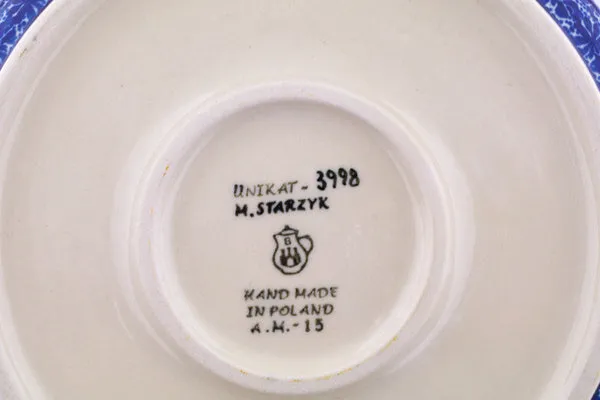 UNIKAT - 3998
M. STARZYK
B
HAND MADE
IN POLAND
A.M. - 15